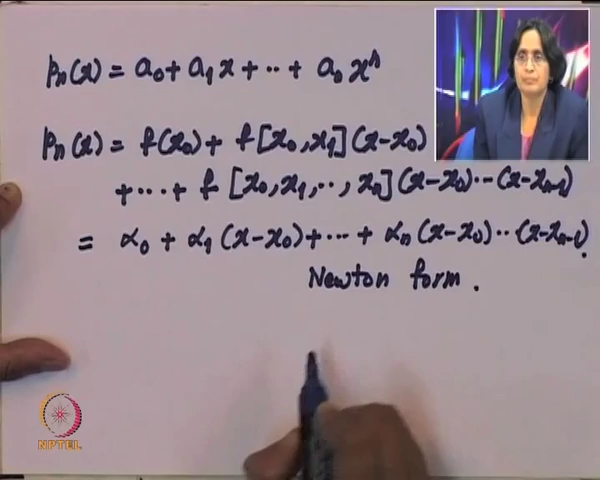 pₙ(x) = a₀ + a₁ x + ·· + aₙ xⁿ
pₙ(x) = f(x₀) + f[x₀, x₁](x-x₀)
+ ··· + f [x₀, x₁, ··, xₙ](x-x₀)··-(x-xₙ₋₁)
= α₀ + α₁ (x-x₀) + ··· + αₙ (x-x₀)··(x-xₙ₋₁).
Newton form.
NPTEL